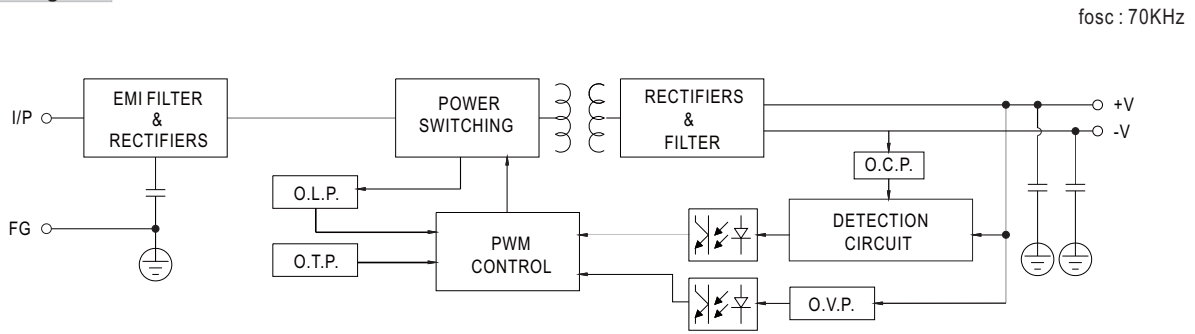 fosc : 70KHz
I/P
EMI FILTER
&
RECTIFIERS
POWER
SWITCHING
RECTIFIERS
&
FILTER
+V
-V
O.C.P.
O.L.P.
FG
O.T.P.
PWM
CONTROL
DETECTION
CIRCUIT
O.V.P.